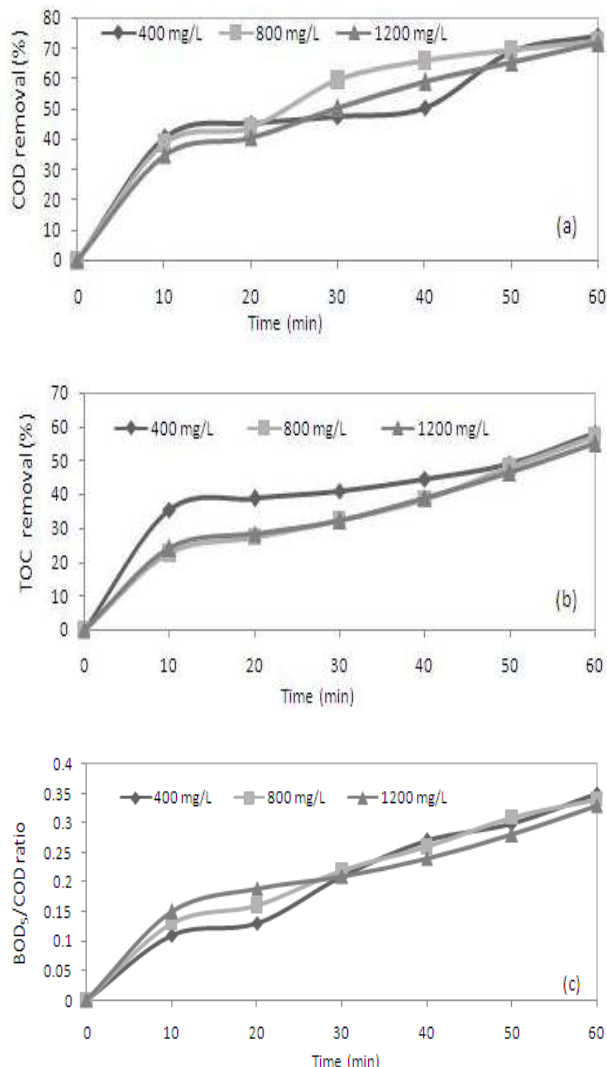 80
70
60
50
40
30
20
10
0
COD removal (%)
400 mg/L 800 mg/L 1200 mg/L
(a)
0 10 20 30 40 50 60
Time (min)
70
60
50
40
30
20
10
0
TOC removal (%)
400 mg/L 800 mg/L 1200 mg/L
(b)
0 10 20 30 40 50 60
Time (min)
0.4
0.35
0.3
0.25
0.2
0.15
0.1
0.05
0
BOD₅/COD ratio
400 mg/L 800 mg/L 1200 mg/L
(c)
0 10 20 30 40 50 60
Time (min)